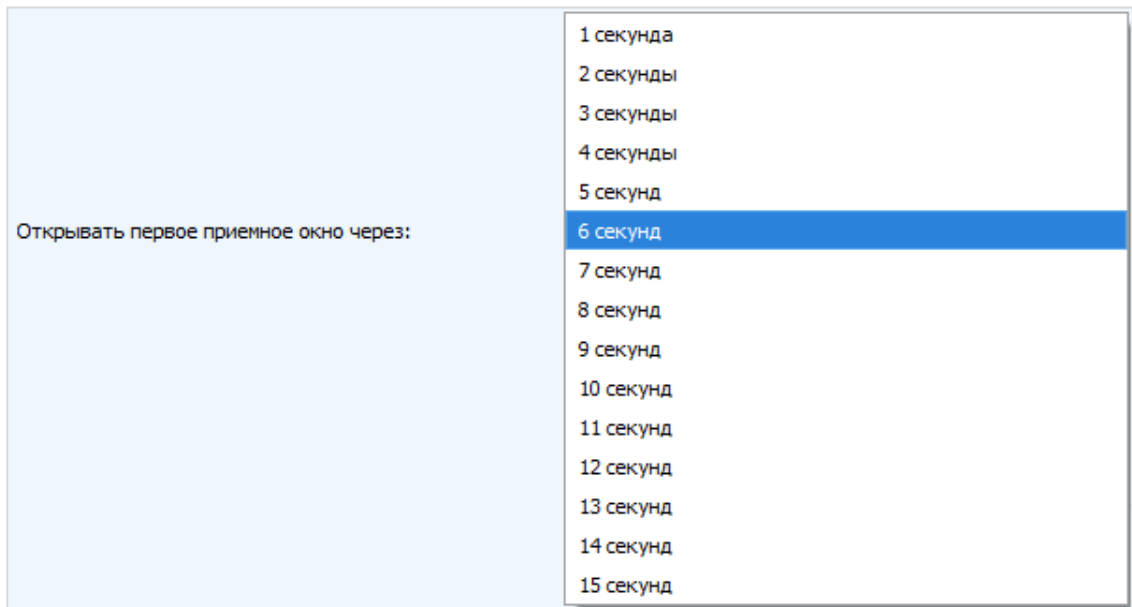 Открывать первое приемное окно через:
1 секунда
2 секунды
3 секунды
4 секунды
5 секунд
6 секунд
7 секунд
8 секунд
9 секунд
10 секунд
11 секунд
12 секунд
13 секунд
14 секунд
15 секунд